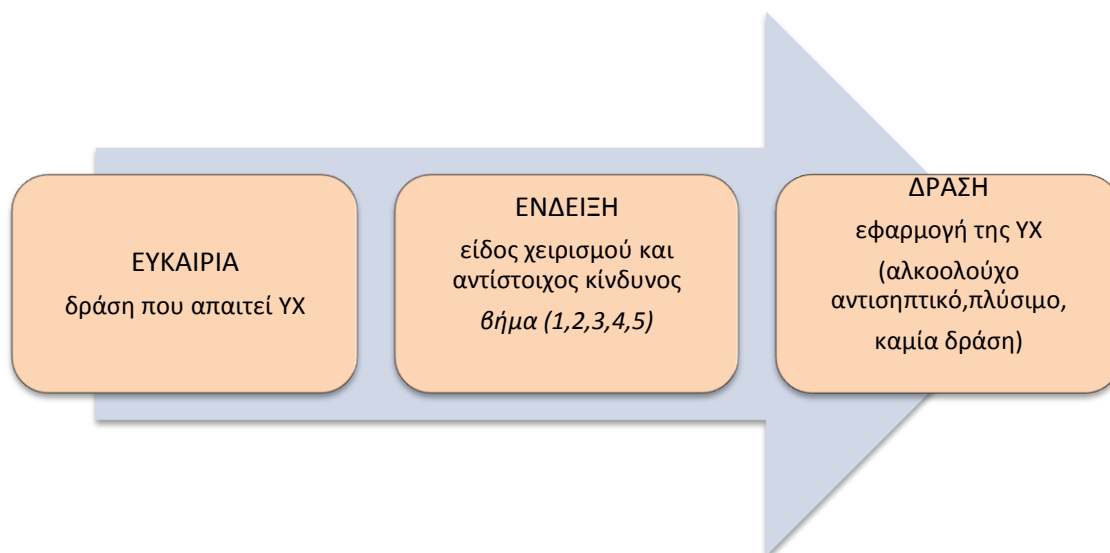 ΕΥΚΑΙΡΙΑ
δράση που απαιτεί ΥΧ
ΕΝΔΕΙΞΗ
είδος χειρισμού και
αντίστοιχος κίνδυνος
βήμα (1,2,3,4,5)
ΔΡΑΣΗ
εφαρμογή της ΥΧ
(αλκοολούχο
αντισηπτικό,πλύσιμο,
καμία δράση)